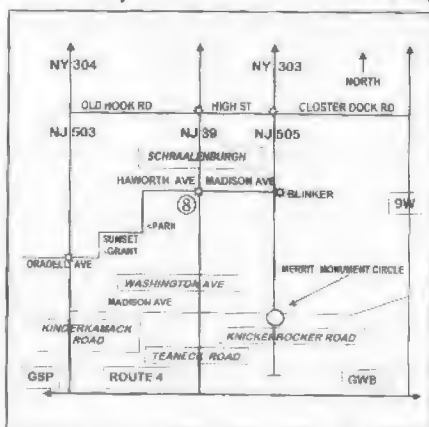 NY 304 NY 303
NORTH
OLD HOOK RD HIGH ST CLOSTER DOCK RD
NJ 503 NJ 39 NJ 505
SCHRAALENBURGH
HAWORTH AVE MADISON AVE
BLINKER
⑧
9W
<PARK
SUNSET
-GRANT
ORADELL AVE
MERRIT MONUMENT CIRCLE
WASHINGTON AVE
MADISON AVE
KINDERKAMACK
ROAD
KNICKERBOCKER ROAD
TEANECK ROAD
GSP ROUTE 4 GWB